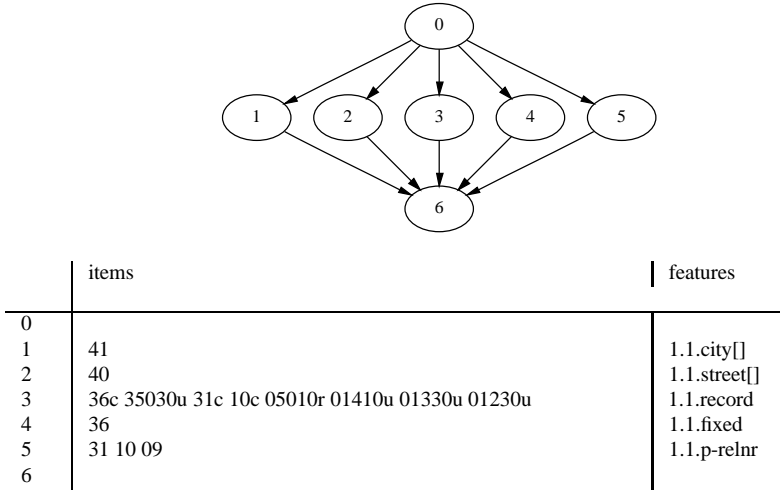 0
1 2 3 4 5
6
items features
0
1 41 1.1.city[]
2 40 1.1.street[]
3 36c 35030u 31c 10c 05010r 01410u 01330u 01230u 1.1.record
4 36 1.1.fixed
5 31 10 09 1.1.p-relnr
6